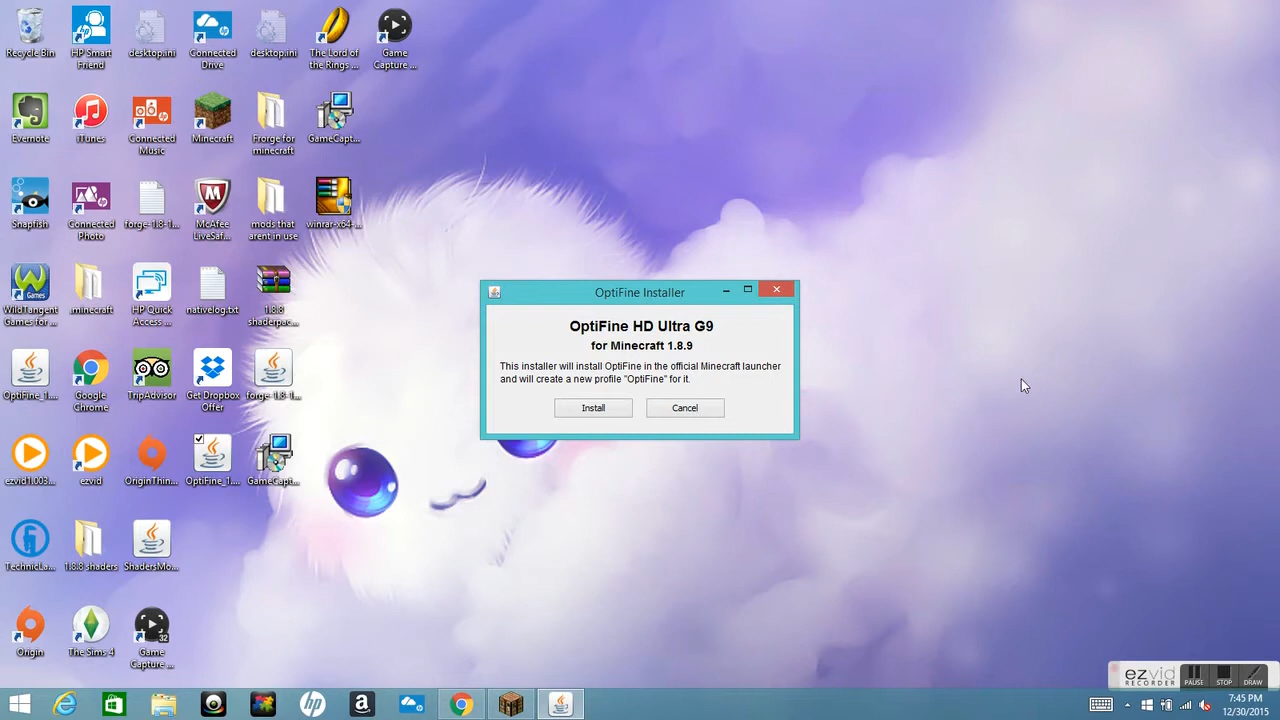 Recycle Bin
HP Smart Friend
desktop.ini
Connected Drive
desktop.ini
The Lord of the Rings ...
Game Capture ...
Evernote
iTunes
Connected Music
Minecraft
Frorge for minecraft
GameCapt...
Snapfish
Connected Photo
forge-1.8-1...
McAfee LiveSaf...
mods that arent in use
winrar-x64-...
WildTangent Games for ...
.minecraft
HP Quick Access ...
nativelog.txt
1.8.8 shaderpac...
OptiFine_1....
Google Chrome
TripAdvisor
Get Dropbox Offer
forge-1.8-1...
ezvid1.003...
ezvid
OriginThin...
OptiFine_1....
GameCapt...
TechnicLa...
1.8.8 shaders
ShadersMo...
Origin
The Sims 4
32
Game Capture ...
OptiFine Installer
OptiFine HD Ultra G9
for Minecraft 1.8.9
This installer will install OptiFine in the official Minecraft launcher
and will create a new profile "OptiFine" for it.
Install
Cancel
ezvid
RECORDER
PAUSE
STOP
DRAW
7:45 PM
12/30/2015